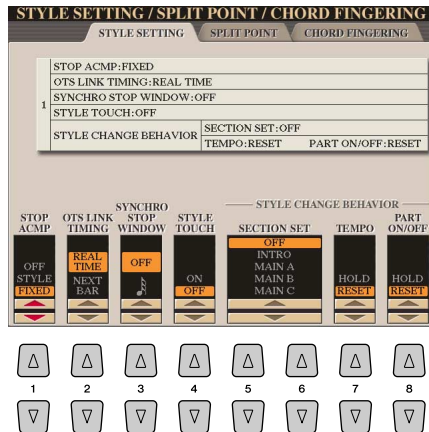 STYLE SETTING / SPLIT POINT / CHORD FINGERING
STYLE SETTING SPLIT POINT CHORD FINGERING
STOP ACMP:FIXED
OTS LINK TIMING:REAL TIME
SYNCHRO STOP WINDOW:OFF
1
STYLE TOUCH:OFF
STYLE CHANGE BEHAVIOR
SECTION SET:OFF
TEMPO:RESET PART ON/OFF:RESET
STOP ACMP
OTS LINK TIMING
SYNCHRO STOP WINDOW
STYLE TOUCH
STYLE CHANGE BEHAVIOR
SECTION SET
TEMPO
PART ON/OFF
OFF
STYLE
FIXED
REAL TIME
NEXT BAR
OFF
ON
OFF
OFF
INTRO
MAIN A
MAIN B
MAIN C
HOLD
RESET
HOLD
RESET
1 2 3 4 5 6 7 8